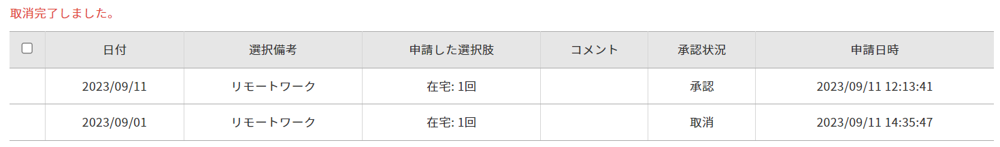 取消完了しました。
日付 選択備考 申請した選択肢 コメント 承認状況 申請日時
2023/09/11 リモートワーク 在宅: 1回 承認 2023/09/11 12:13:41
2023/09/01 リモートワーク 在宅: 1回 取消 2023/09/11 14:35:47